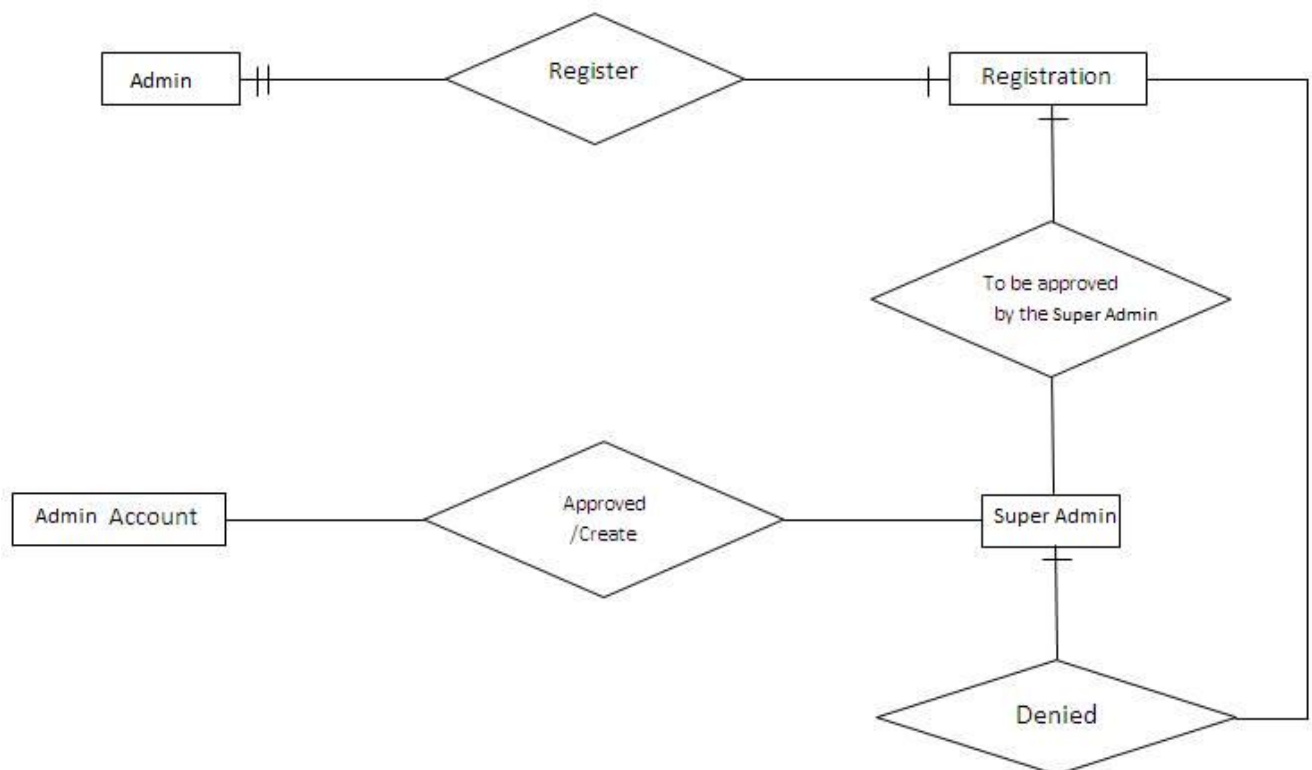 Admin
Register
Registration
To be approved
by the Super Admin
Admin Account
Approved
/Create
Super Admin
Denied